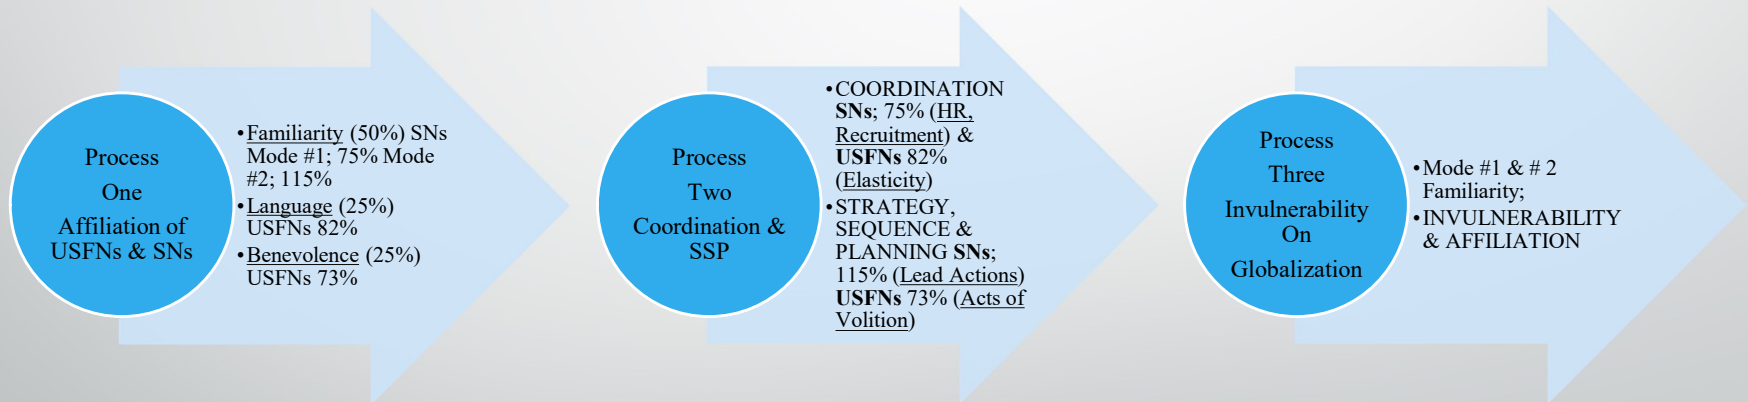 Process
One
Affiliation of
USFNs & SNs
•Familiarity (50%) SNs
Mode #1; 75% Mode
#2; 115%
•Language (25%)
USFNs 82%
•Benevolence (25%)
USFNs 73%
Process
Two
Coordination &
SSP
•COORDINATION
SNs; 75% (HR,
Recruitment) &
USFNs 82%
(Elasticity)
•STRATEGY,
SEQUENCE &
PLANNING SNs;
115% (Lead Actions)
USFNs 73% (Acts of
Volition)
Process
Three
Invulnerability
On
Globalization
•Mode #1 & # 2
Familiarity;
•INVULNERABILITY
& AFFILIATION